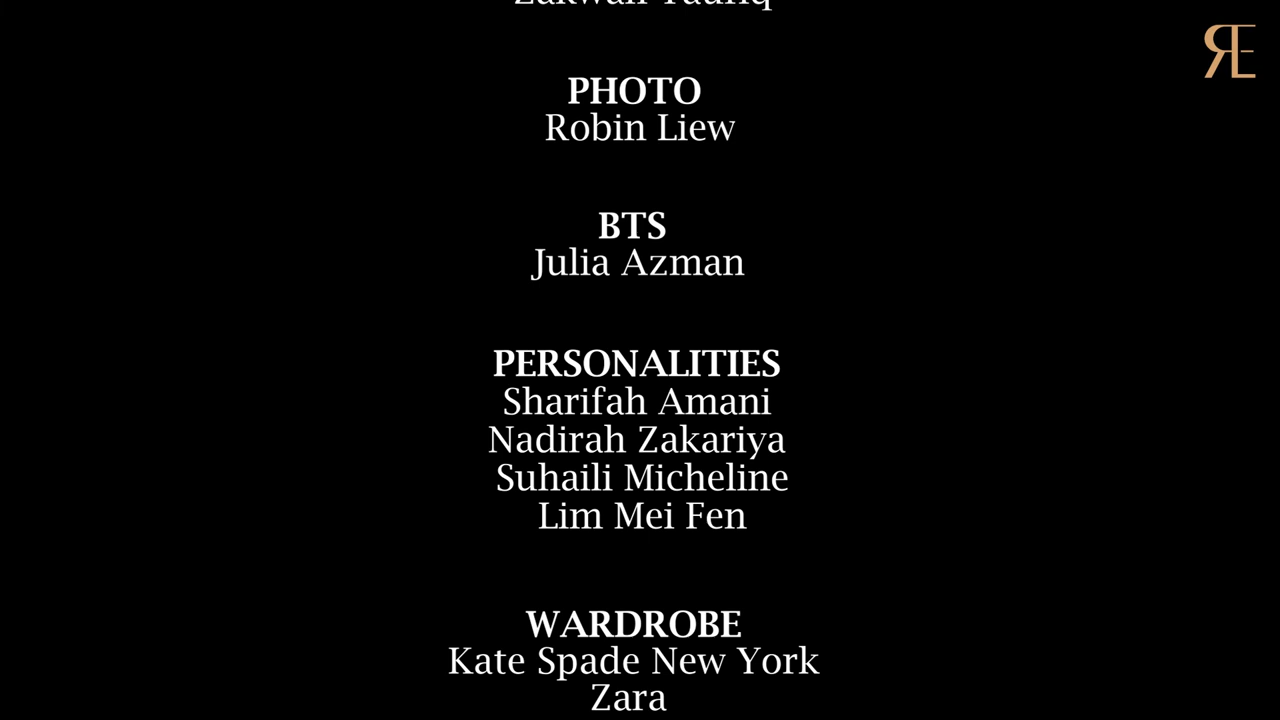 PHOTO
Robin Liew
BTS
Julia Azman
PERSONALITIES
Sharifah Amani
Nadirah Zakariya
Suhaili Micheline
Lim Mei Fen
WARDROBE
Kate Spade New York
Zara